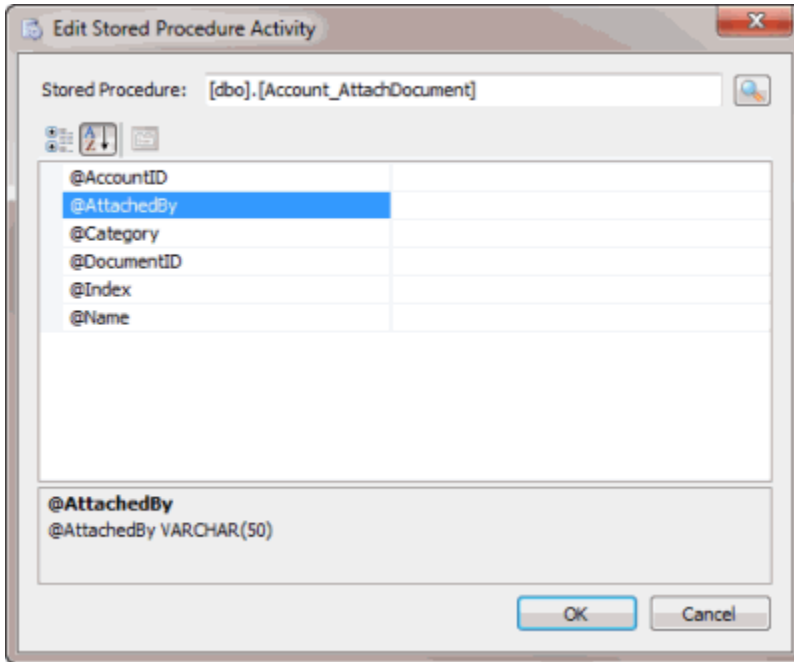 Edit Stored Procedure Activity
Stored Procedure: [dbo].[Account_AttachDocument]
@AccountID
@AttachedBy
@Category
@DocumentID
@Index
@Name
@AttachedBy
@AttachedBy VARCHAR(50)
OK Cancel